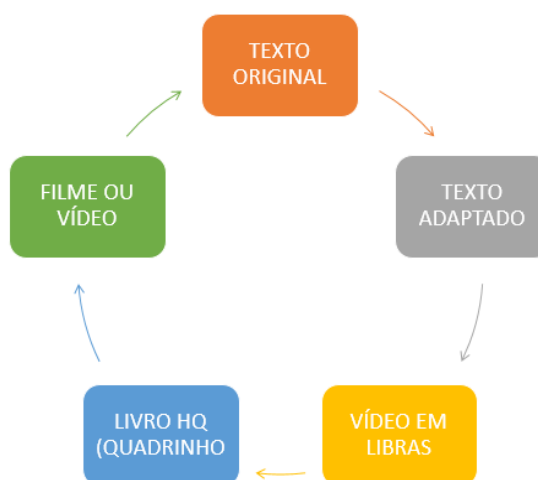 TEXTO
ORIGINAL
TEXTO
ADAPTADO
VÍDEO EM
LIBRAS
LIVRO HQ
(QUADRINHO
FILME OU
VÍDEO